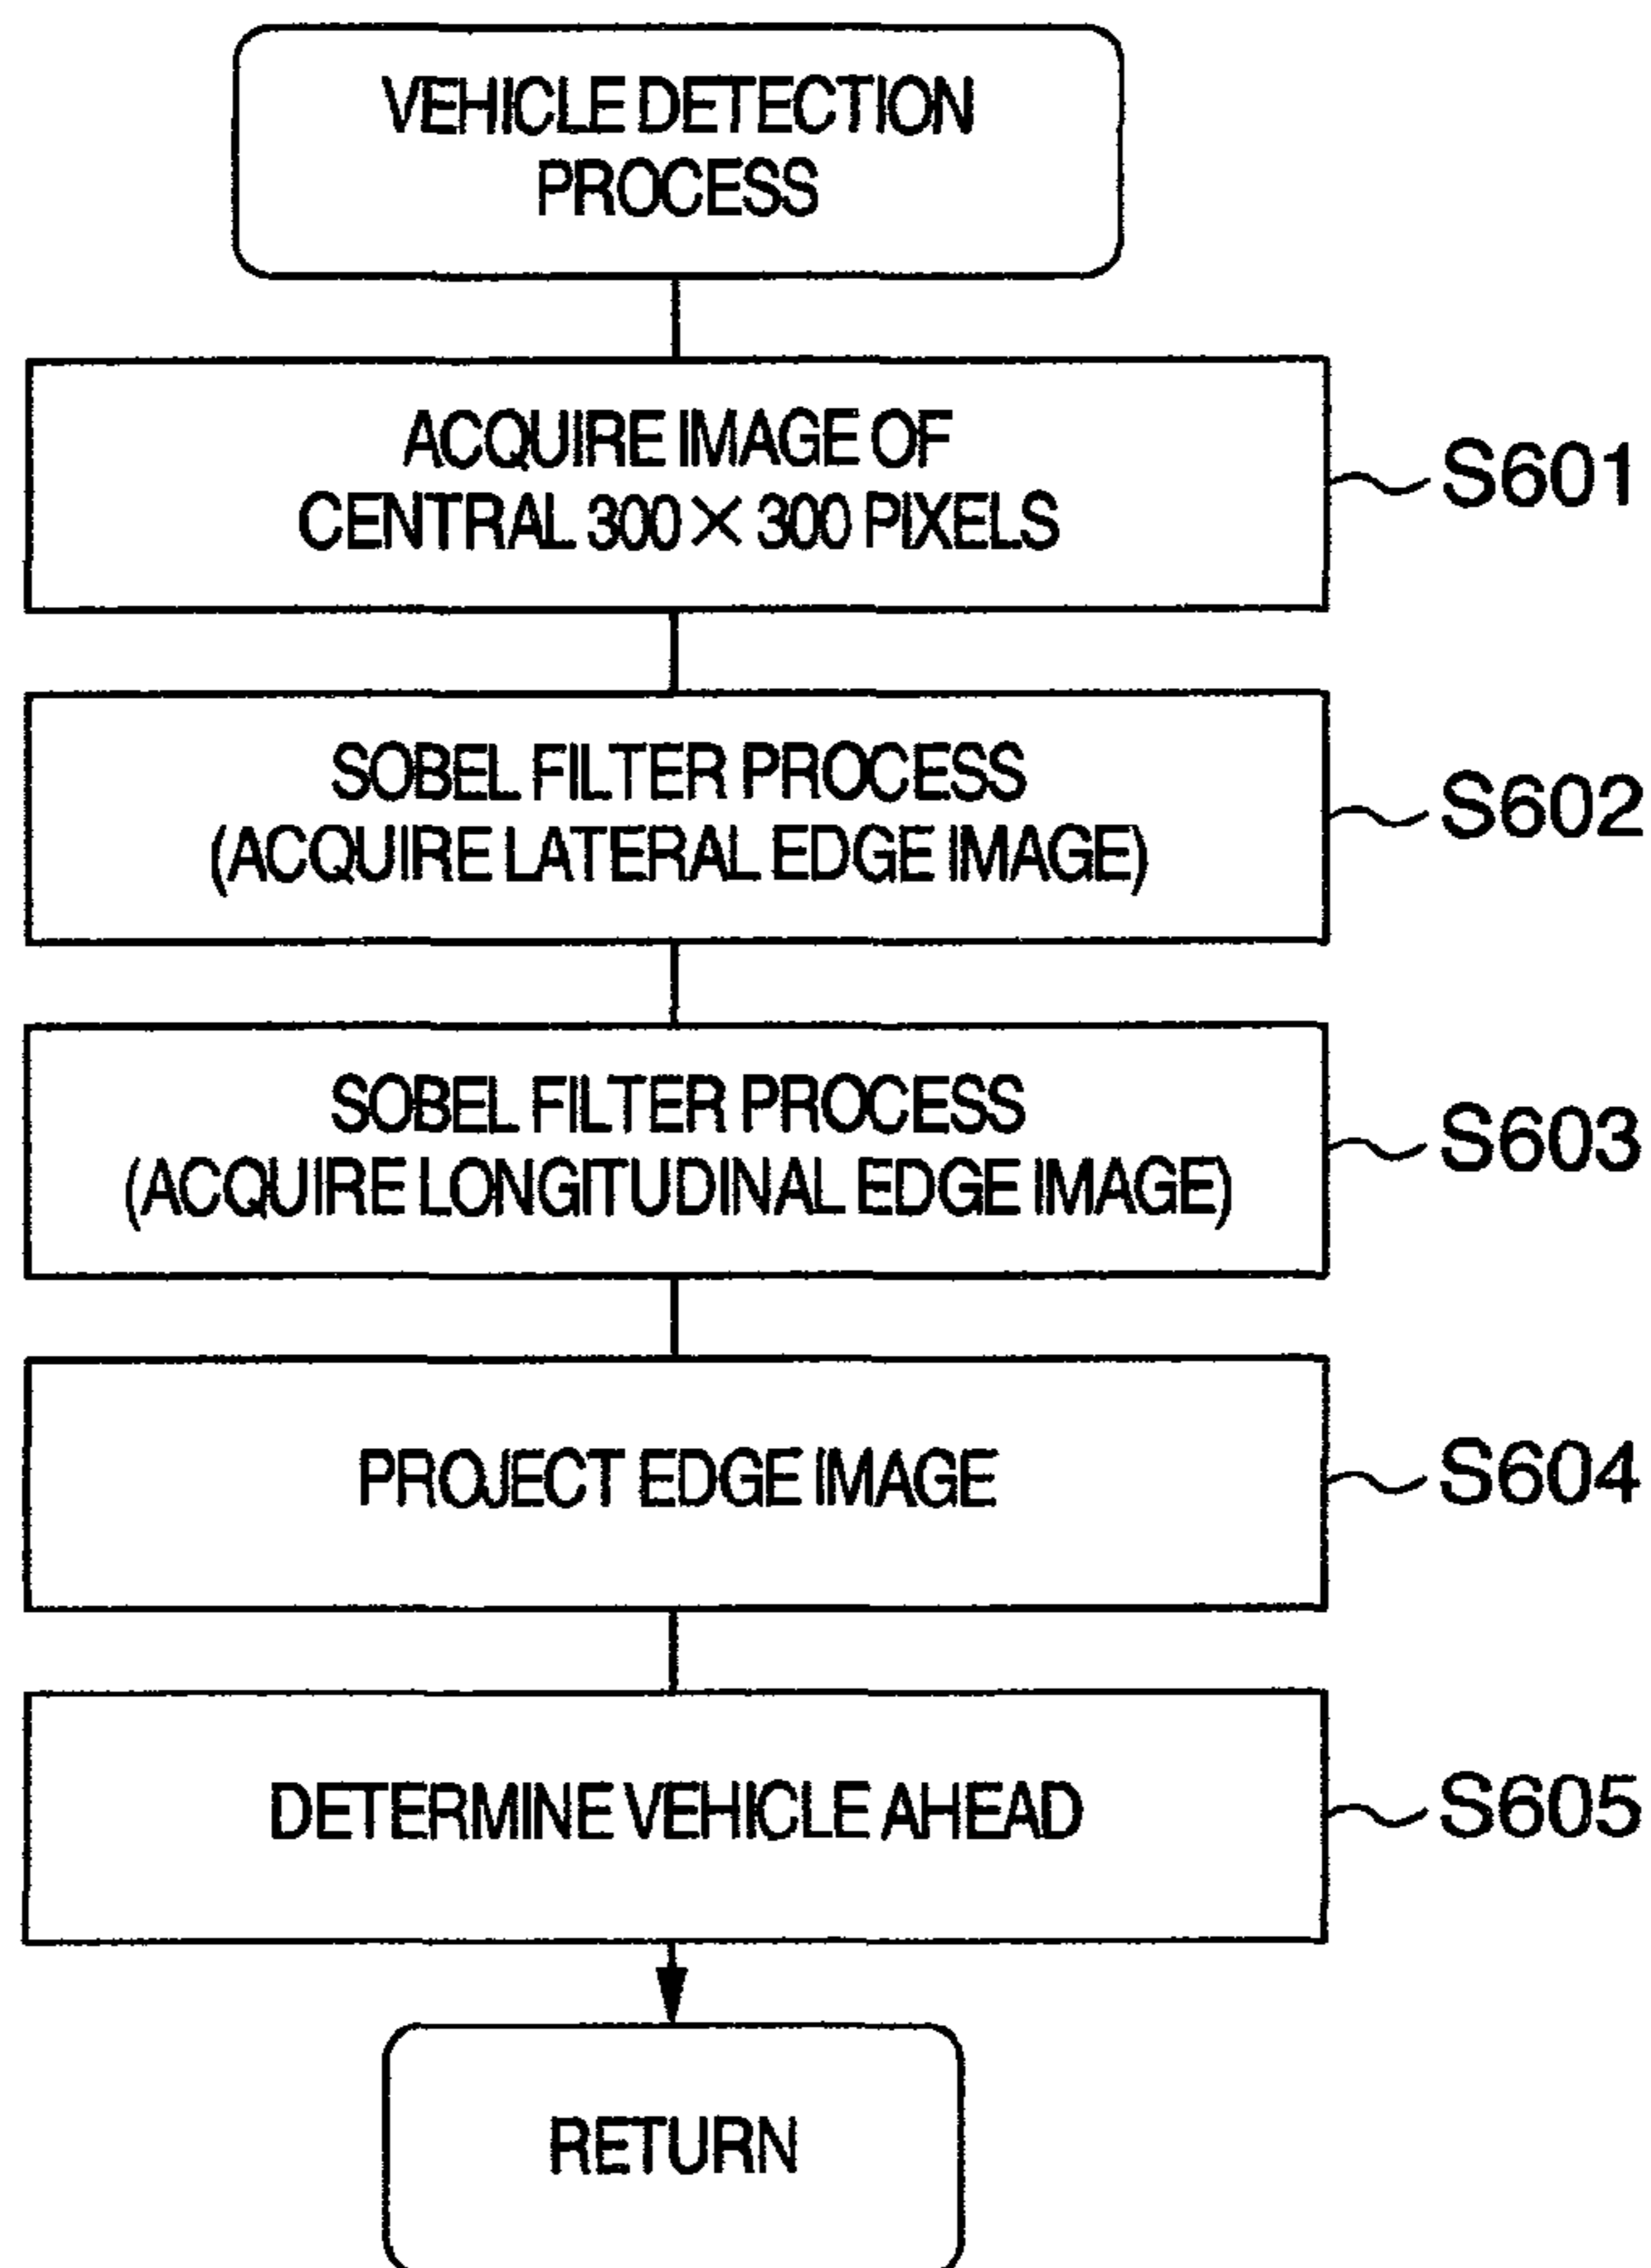 VEHICLE DETECTION
PROCESS
ACQUIRE IMAGE OF
CENTRAL 300 × 300 PIXELS
S601
SOBEL FILTER PROCESS
(ACQUIRE LATERAL EDGE IMAGE)
S602
SOBEL FILTER PROCESS
(ACQUIRE LONGITUDINAL EDGE IMAGE)
S603
PROJECT EDGE IMAGE
S604
DETERMINE VEHICLE AHEAD
S605
RETURN